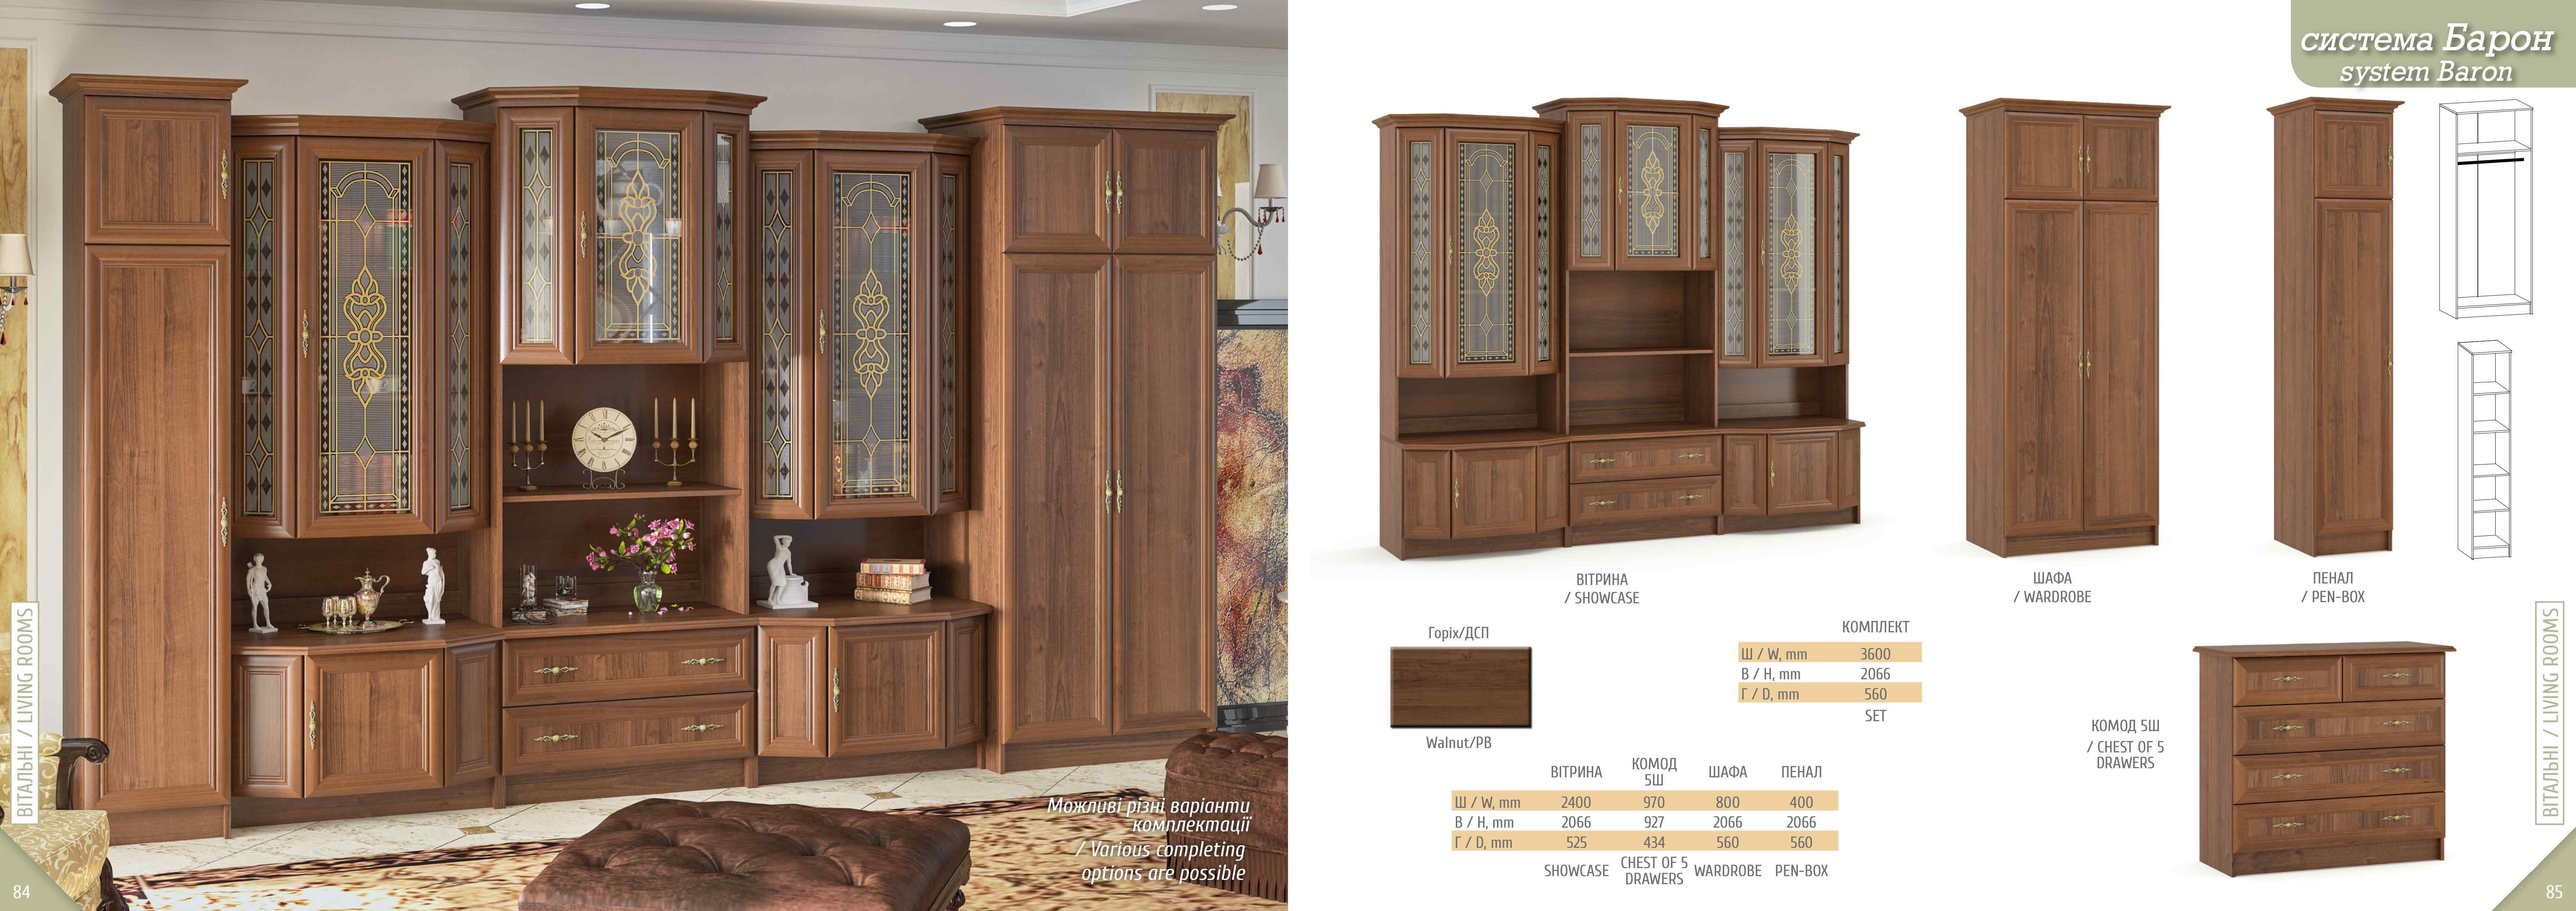 система Барон
system Baron
ВІТАЛЬНІ / LIVING ROOMS
Можливі різні варіанти
комплектації
/ Various completing
options are possible
84
ВІТРИНА
/ SHOWCASE
ШАФА
/ WARDROBE
ПЕНАЛ
/ PEN-BOX
Горіх/ДСП
Walnut/PB
КОМПЛЕКТ
Ш / W, mm 3600
В / H, mm 2066
Г / D, mm 560
SET
КОМОД 5Ш
/ CHEST OF 5
DRAWERS
ВІТРИНА КОМОД 5Ш ШАФА ПЕНАЛ
Ш / W, mm 2400 970 800 400
В / H, mm 2066 927 2066 2066
Г / D, mm 525 434 560 560
SHOWCASE CHEST OF 5 DRAWERS WARDROBE PEN-BOX
ВІТАЛЬНІ / LIVING ROOMS
85